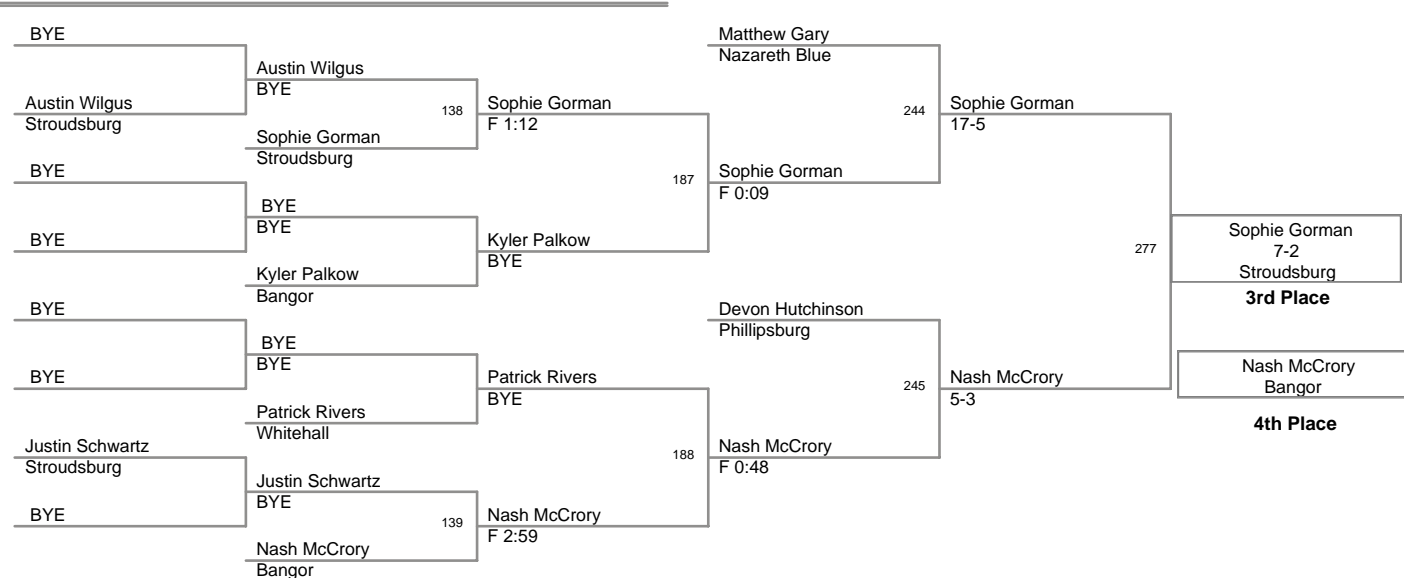 BYE
Austin Wilgus
Stroudsburg
BYE
BYE
BYE
BYE
Justin Schwartz
Stroudsburg
BYE
Austin Wilgus
BYE
138
Sophie Gorman
Stroudsburg
BYE
BYE
Kyler Palkow
Bangor
BYE
BYE
Patrick Rivers
Whitehall
Justin Schwartz
BYE
139
Nash McCrory
Bangor
Sophie Gorman
F 1:12
187
Kyler Palkow
BYE
Patrick Rivers
BYE
188
Nash McCrory
F 2:59
Matthew Gary
Nazareth Blue
244
Sophie Gorman
F 0:09
Devon Hutchinson
Phillipsburg
245
Nash McCrory
F 0:48
Sophie Gorman
17-5
277
Nash McCrory
5-3
Sophie Gorman
7-2
Stroudsburg
3rd Place
Nash McCrory
Bangor
4th Place